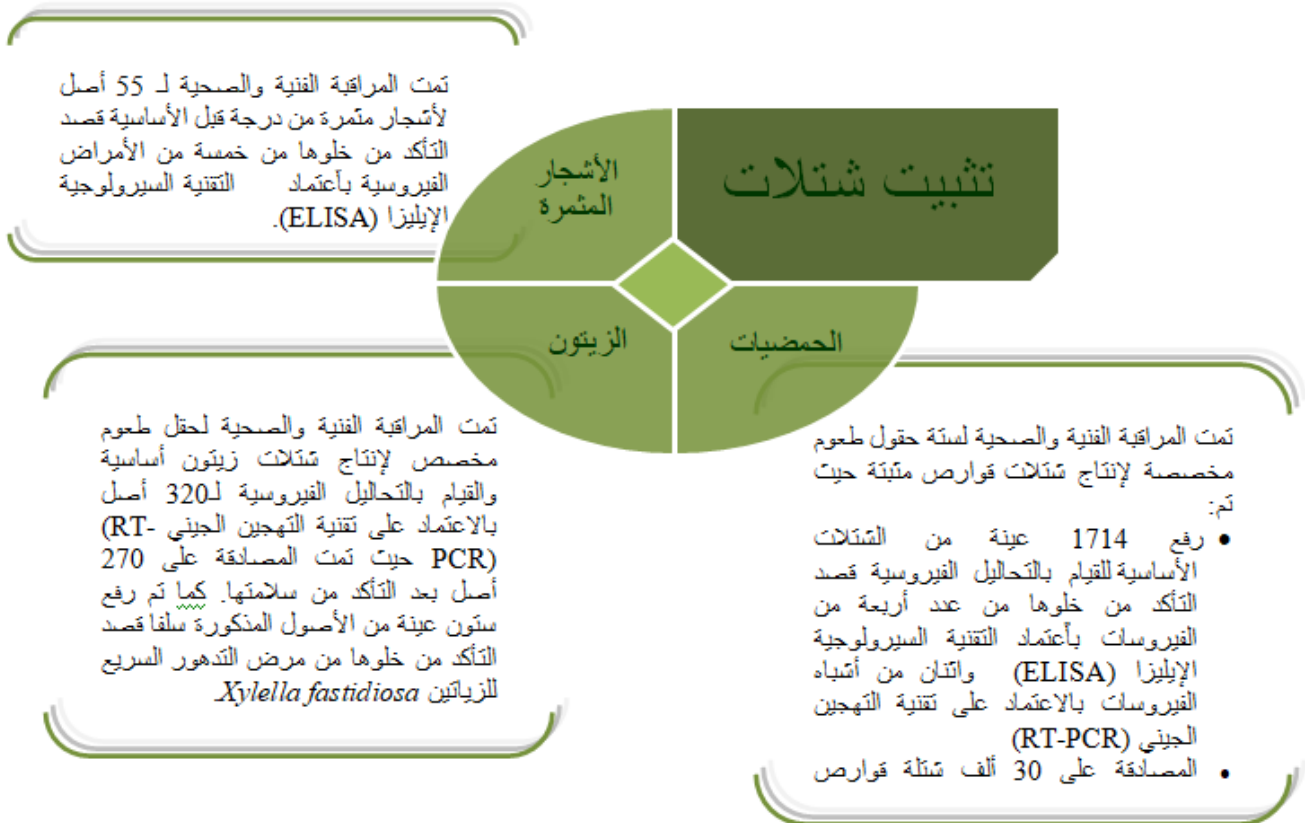 تثبيت شتلات
الأشجار
المثمرة
تمت المراقبة الفنية والصحية لـ 55 أصل
لأشجار مثمرة من درجة قبل الأساسية قصد
التأكد من خلوها من خمسة من الأمراض
الفيروسية بآعتماد التقنية السيرولوجية
الإيليزا (ELISA).
الحمضيات
تمت المراقبة الفنية والصحية لستة حقول طعوم
مخصصة لإنتاج شتلات قوارص مثبتة حيث
تم:
• رفع 1714 عينة من الشتلات
الأساسية للقيام بالتحاليل الفيروسية قصد
التأكد من خلوها من عدد أربعة من
الفيروسات بآعتماد التقنية السيرولوجية
الإيليزا (ELISA) واثنان من أشباه
الفيروسات بالاعتماد على تقنية التهجين
الجيني (RT-PCR)
• المصادقة على 30 ألف شتلة قوارص
الزيتون
تمت المراقبة الفنية والصحية لحقل طعوم
مخصص لإنتاج شتلات زيتون أساسية
والقيام بالتحاليل الفيروسية لـ320 أصل
بالاعتماد على تقنية التهجين الجيني (RT-
PCR) حيث تمت المصادقة على 270
أصل بعد التأكد من سلامتها. كما تم رفع
ستون عينة من الأصول المذكورة سلفا قصد
التأكد من خلوها من مرض التدهور السريع
للزياتين Xylella fastidiosa.